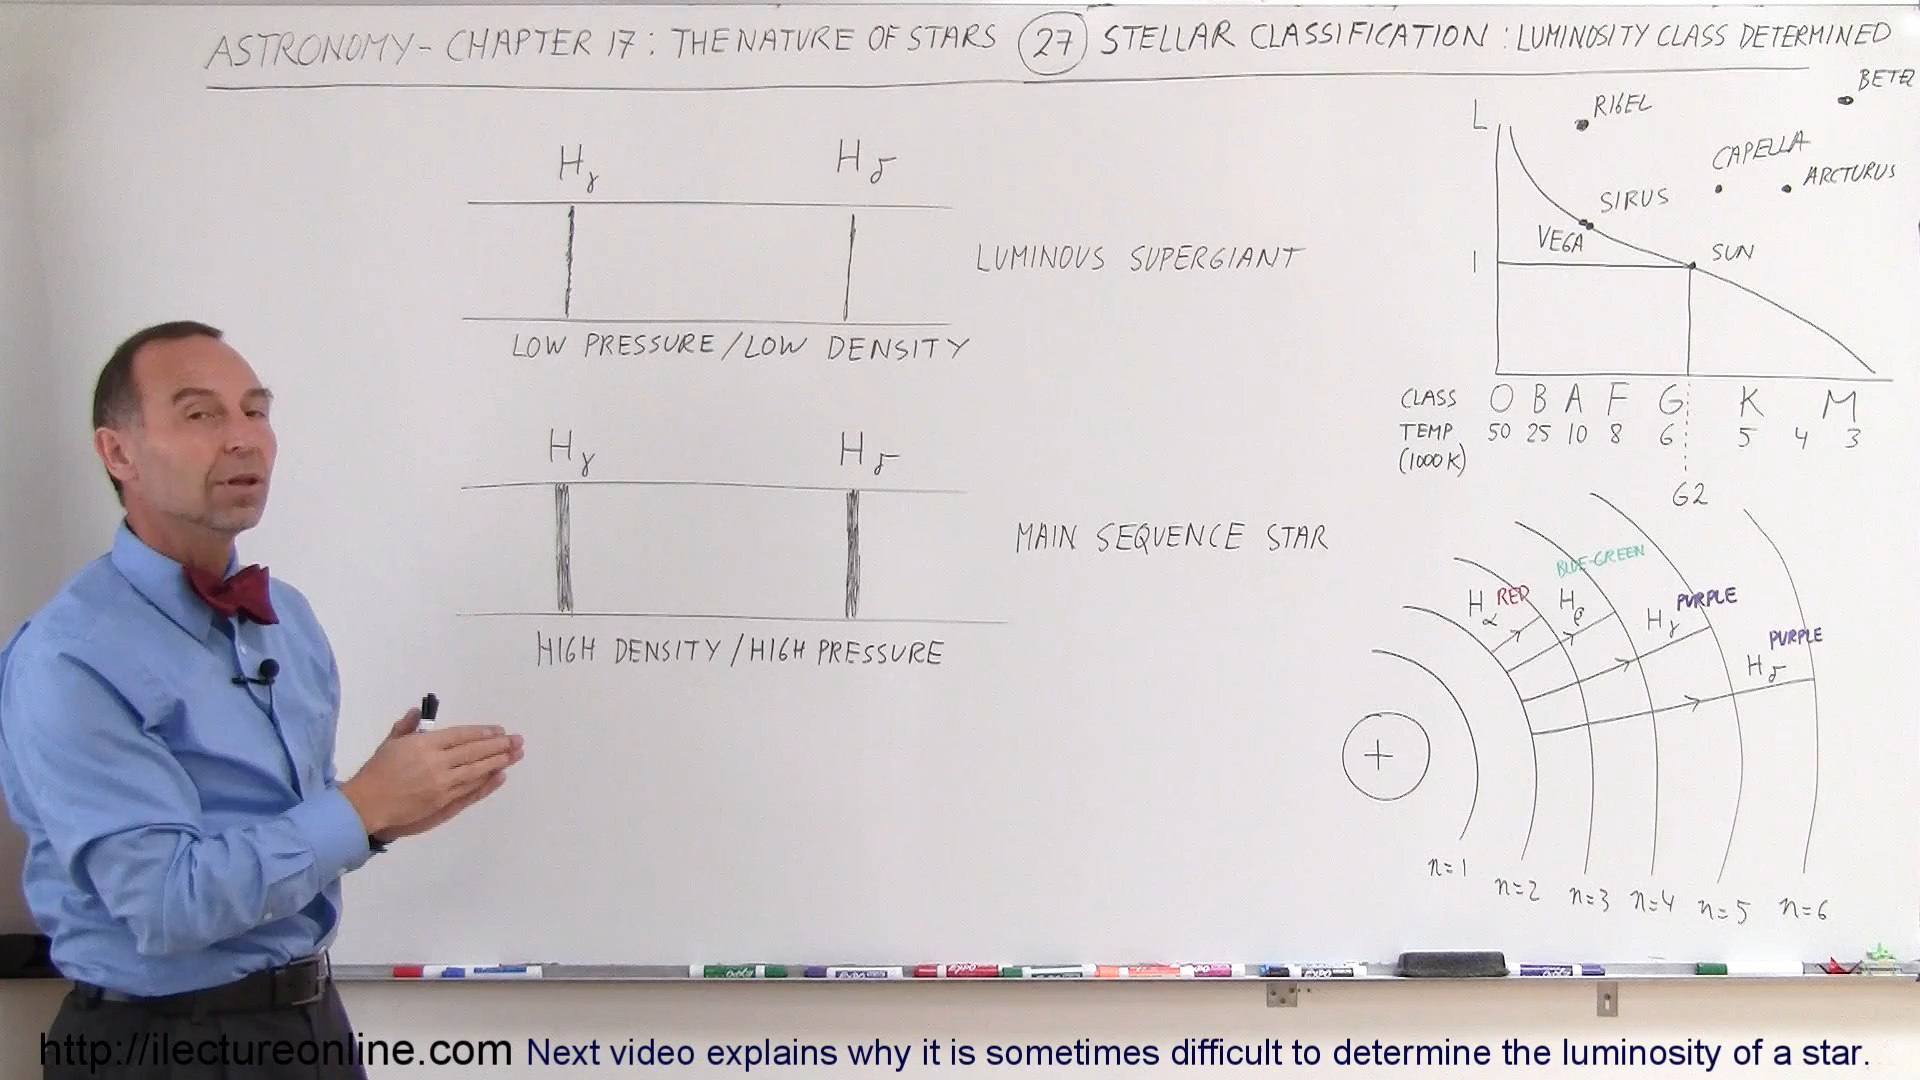 ASTRONOMY - CHAPTER 17 : THE NATURE OF STARS (27) STELLAR CLASSIFICATION : LUMINOSITY CLASS DETERMINED
Hγ Hδ
LUMINOUS SUPERGIANT
LOW PRESSURE / LOW DENSITY
Hγ Hδ
MAIN SEQUENCE STAR
HIGH DENSITY / HIGH PRESSURE
BETEL
L
RIGEL
CAPELLA
ARCTURUS
SIRUS
VEGA
1
SUN
CLASS O B A F G K M
TEMP 50 25 10 8 6 5 4 3
(1000 K)
G2
BLUE-GREEN
Hα RED Hβ Hγ PURPLE
PURPLE
Hδ
+
n=1 n=2 n=3 n=4 n=5 n=6
http://ilectureonline.com Next video explains why it is sometimes difficult to determine the luminosity of a star.